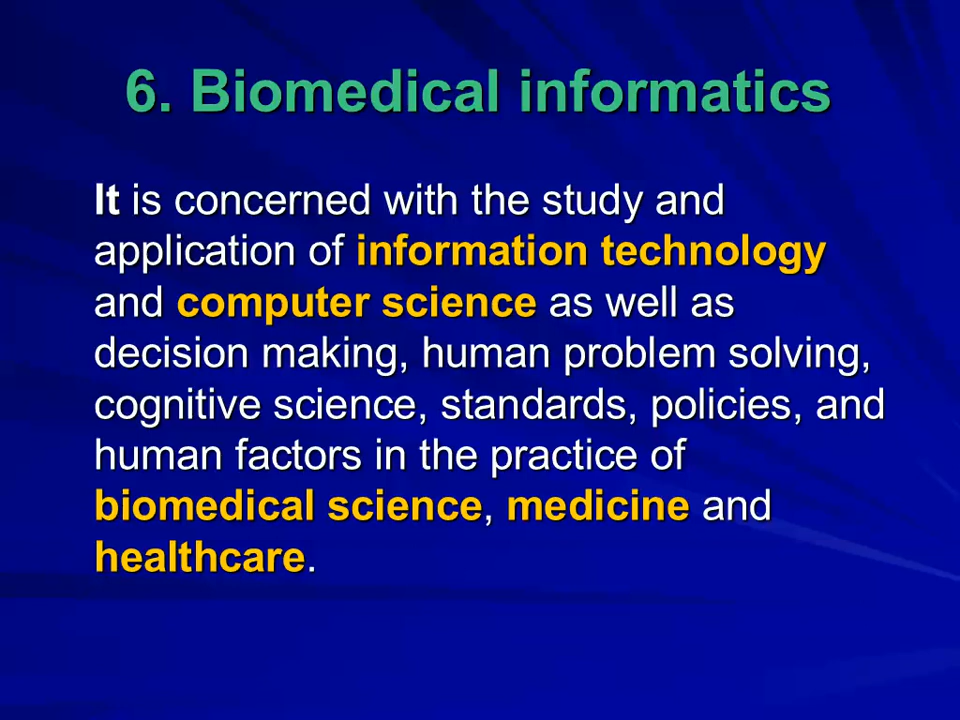 6. Biomedical informatics
It is concerned with the study and
application of information technology
and computer science as well as
decision making, human problem solving,
cognitive science, standards, policies, and
human factors in the practice of
biomedical science, medicine and
healthcare.